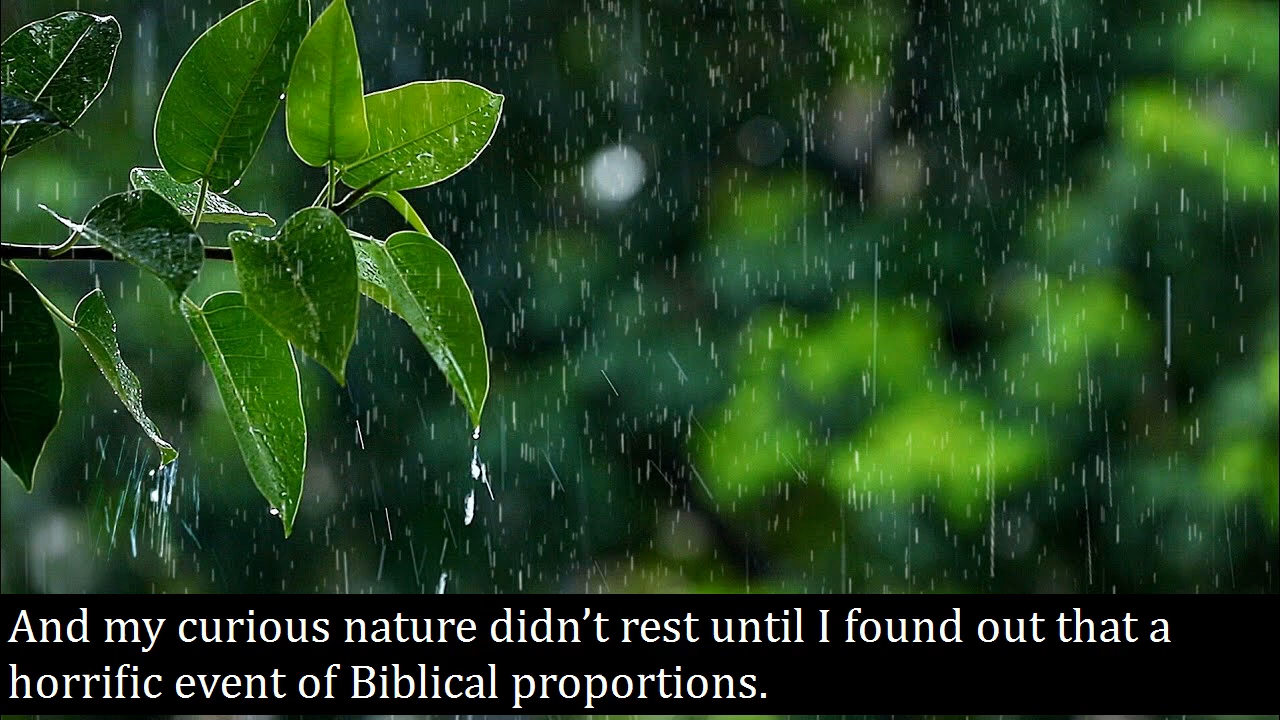 And my curious nature didn’t rest until I found out that a
horrific event of Biblical proportions.